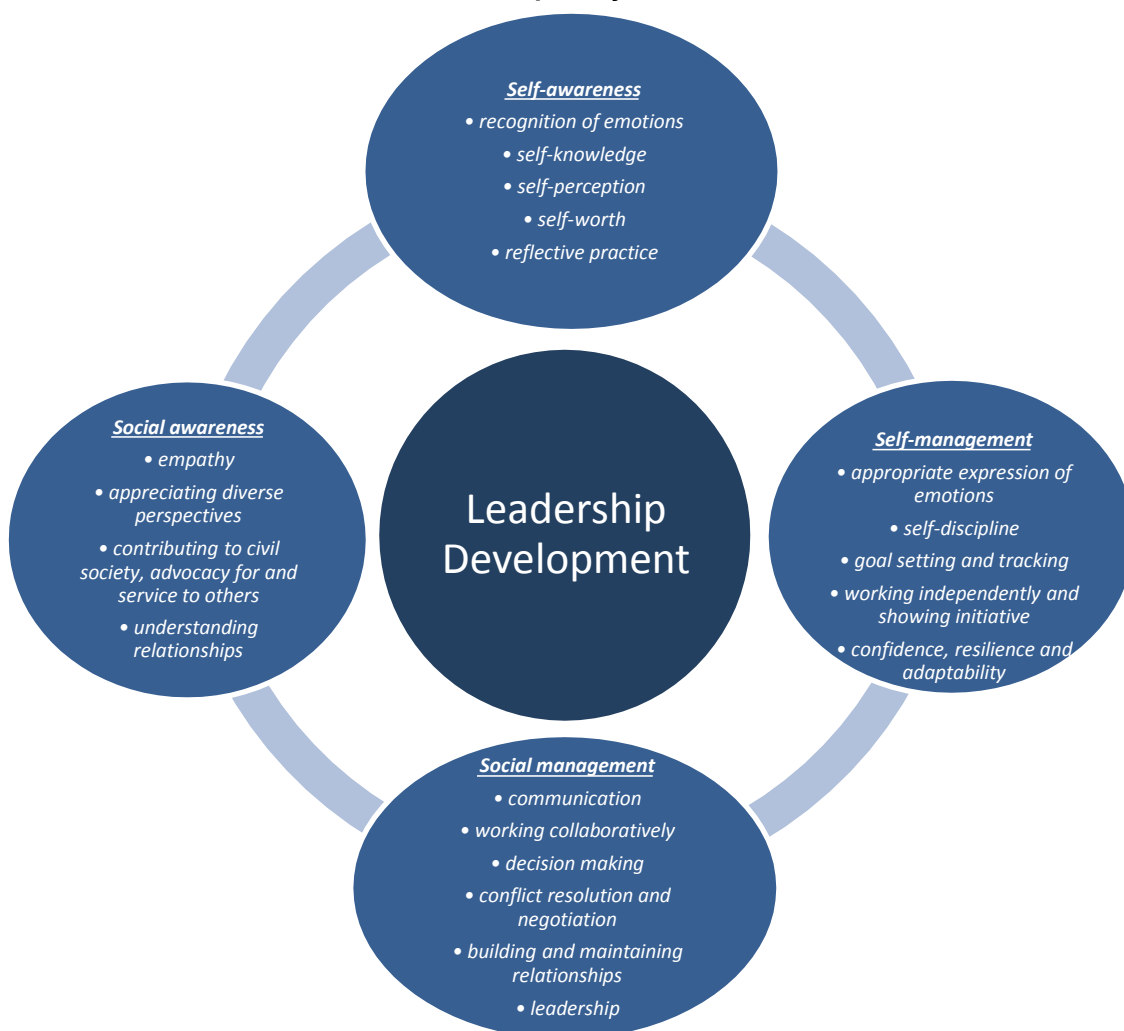 Self-awareness
• recognition of emotions
• self-knowledge
• self-perception
• self-worth
• reflective practice
Social awareness
• empathy
• appreciating diverse
perspectives
• contributing to civil
society, advocacy for and
service to others
• understanding
relationships
Leadership
Development
Self-management
• appropriate expression of
emotions
• self-discipline
• goal setting and tracking
• working independently and
showing initiative
• confidence, resilience and
adaptability
Social management
• communication
• working collaboratively
• decision making
• conflict resolution and
negotiation
• building and maintaining
relationships
• leadership